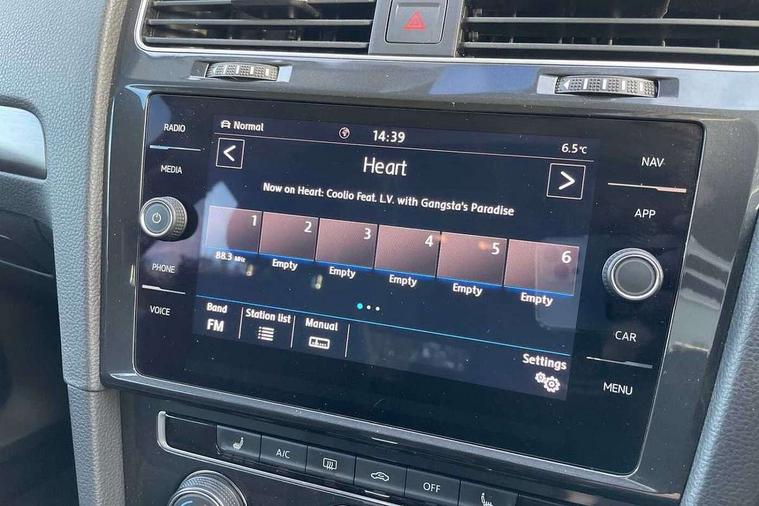 RADIO
MEDIA
PHONE
VOICE
Normal
14:39
6.5°C
<
Heart
>
Now on Heart: Coolio Feat. L.V. with Gangsta's Paradise
1 2 3 4 5 6
88.3 MHz Empty Empty Empty Empty Empty
Band
FM
Station list
Manual
Settings
NAV
APP
CAR
MENU
A/C
OFF